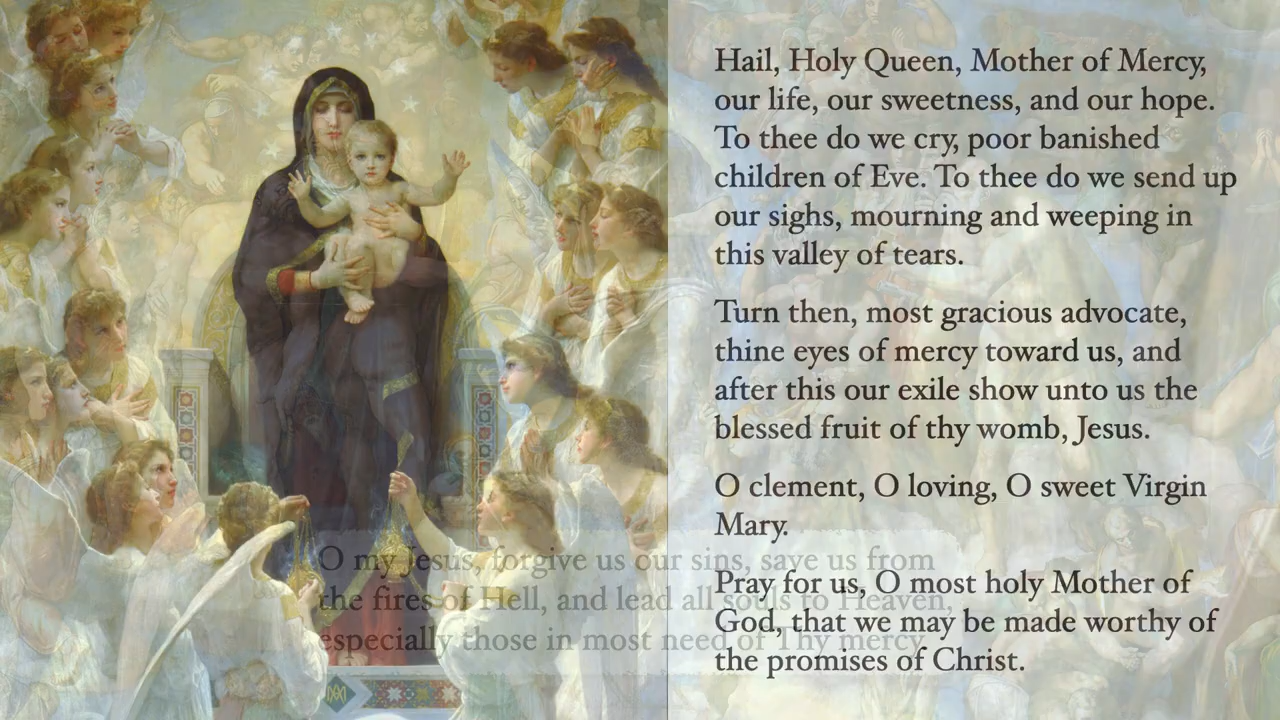 Hail, Holy Queen, Mother of Mercy,
our life, our sweetness, and our hope.
To thee do we cry, poor banished
children of Eve. To thee do we send up
our sighs, mourning and weeping in
this valley of tears.
Turn then, most gracious advocate,
thine eyes of mercy toward us, and
after this our exile show unto us the
blessed fruit of thy womb, Jesus.
O clement, O loving, O sweet Virgin
Mary.
Pray for us, O most holy Mother of
God, that we may be made worthy of
the promises of Christ.
O my Jesus, forgive us our sins, save us from
the fires of Hell, and lead all souls to Heaven,
especially those in most need of Thy mercy